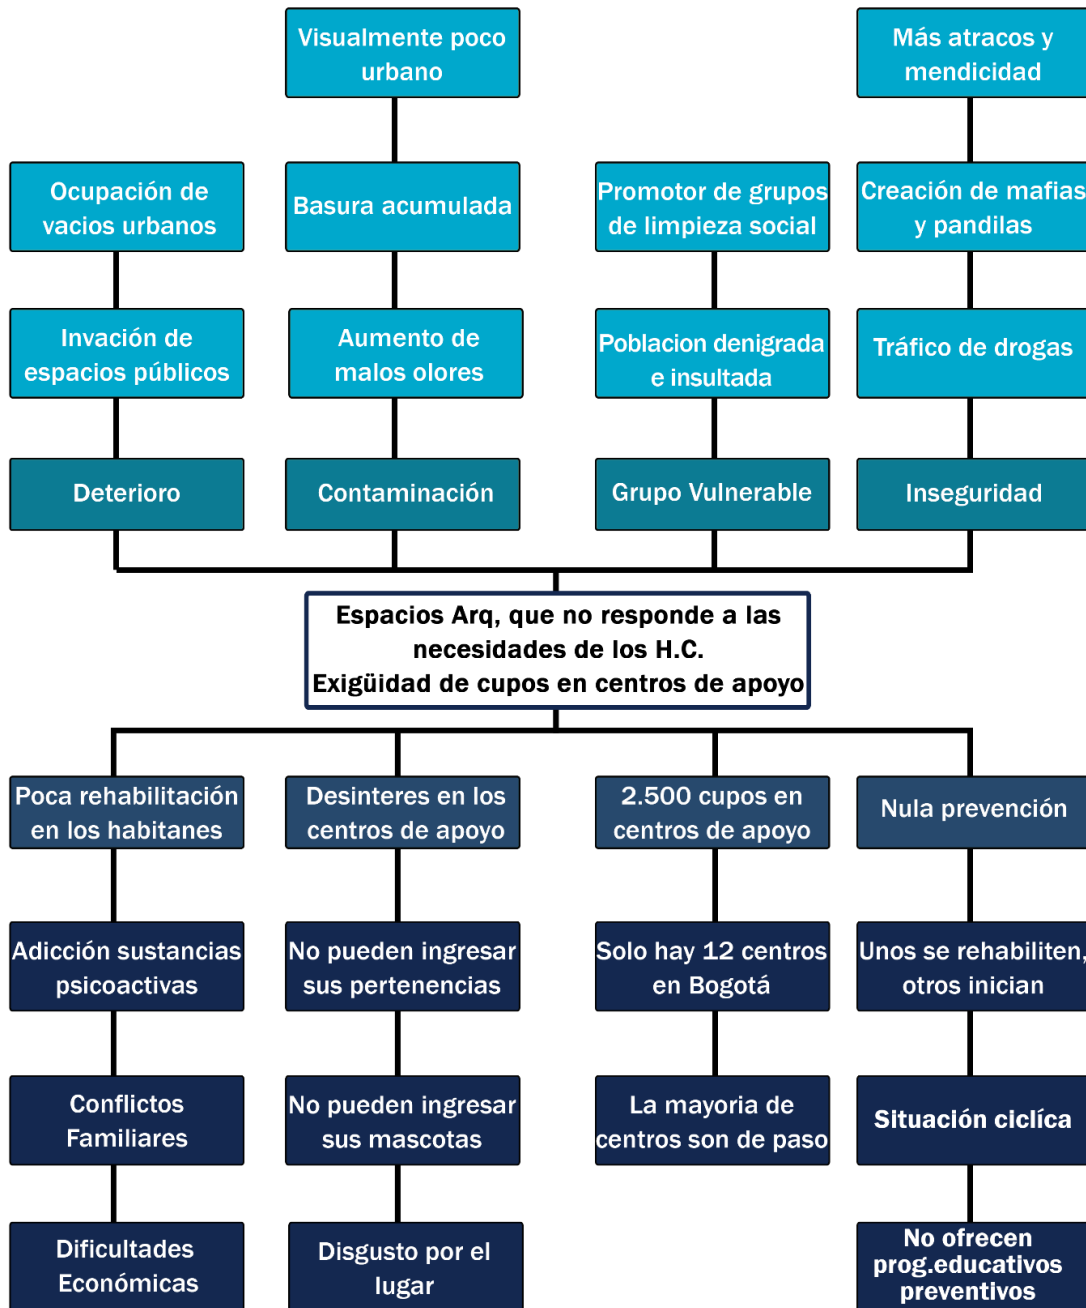 Visualmente poco
urbano
Más atracos y
mendicidad
Ocupación de
vacios urbanos
Basura acumulada
Promotor de grupos
de limpieza social
Creación de mafias
y pandilas
Invación de
espacios públicos
Aumento de
malos olores
Poblacion denigrada
e insultada
Tráfico de drogas
Deterioro
Contaminación
Grupo Vulnerable
Inseguridad
Espacios Arq, que no responde a las
necesidades de los H.C.
Exigüidad de cupos en centros de apoyo
Poca rehabilitación
en los habitanes
Desinteres en los
centros de apoyo
2.500 cupos en
centros de apoyo
Nula prevención
Adicción sustancias
psicoactivas
No pueden ingresar
sus pertenencias
Solo hay 12 centros
en Bogotá
Unos se rehabiliten,
otros inician
Conflictos
Familiares
No pueden ingresar
sus mascotas
La mayoria de
centros son de paso
Situación ciclíca
Dificultades
Económicas
Disgusto por el
lugar
No ofrecen
prog.educativos
preventivos